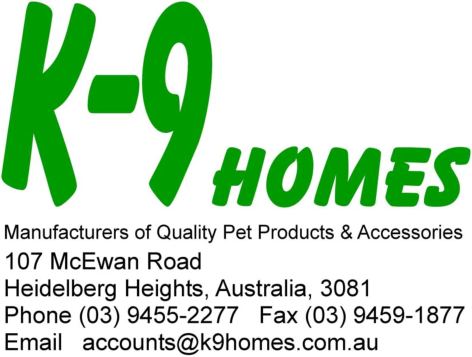 K-9 HOMES
Manufacturers of Quality Pet Products & Accessories
107 McEwan Road
Heidelberg Heights, Australia, 3081
Phone (03) 9455-2277 Fax (03) 9459-1877
Email accounts@k9homes.com.au